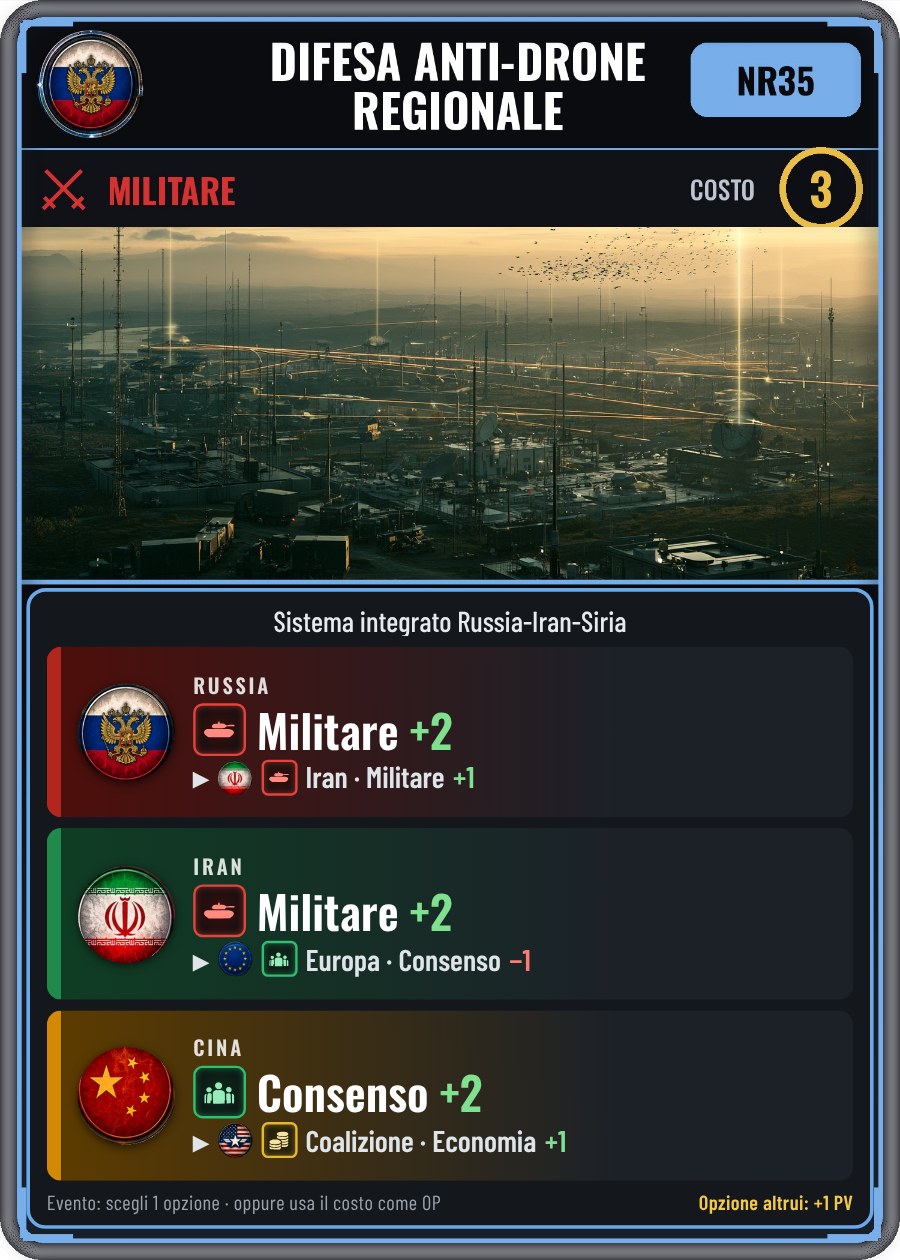 DIFESA ANTI-DRONE
REGIONALE
NR35
MILITARE
COSTO
3
Sistema integrato Russia-Iran-Siria
RUSSIA
Militare +2
▶ Iran · Militare +1
IRAN
Militare +2
▶ Europa · Consenso −1
CINA
Consenso +2
▶ Coalizione · Economia +1
Evento: scegli 1 opzione · oppure usa il costo come OP
Opzione altrui: +1 PV